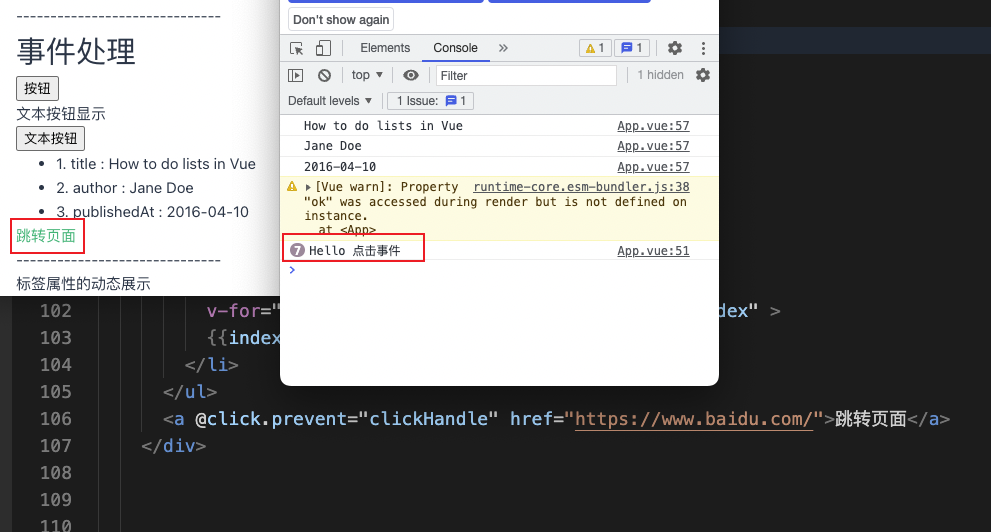 -----------------------------
事件处理
按钮
文本按钮显示
文本按钮
1. title : How to do lists in Vue
2. author : Jane Doe
3. publishedAt : 2016-04-10
跳转页面
-----------------------------
标签属性的动态展示
Don't show again
Elements Console » 1 1
top ▼ Filter 1 hidden
Default levels ▼ 1 Issue: 1
How to do lists in Vue App.vue:57
Jane Doe App.vue:57
2016-04-10 App.vue:57
[Vue warn]: Property runtime-core.esm-bundler.js:38
"ok" was accessed during render but is not defined on
instance.
at <App>
7 Hello 点击事件 App.vue:51
>
102 v-for=" dex" >
103 {{index
104 </li>
105 </ul>
106 <a @click.prevent="clickHandle" href="https://www.baidu.com/">跳转页面</a>
107 </div>
108
109
110